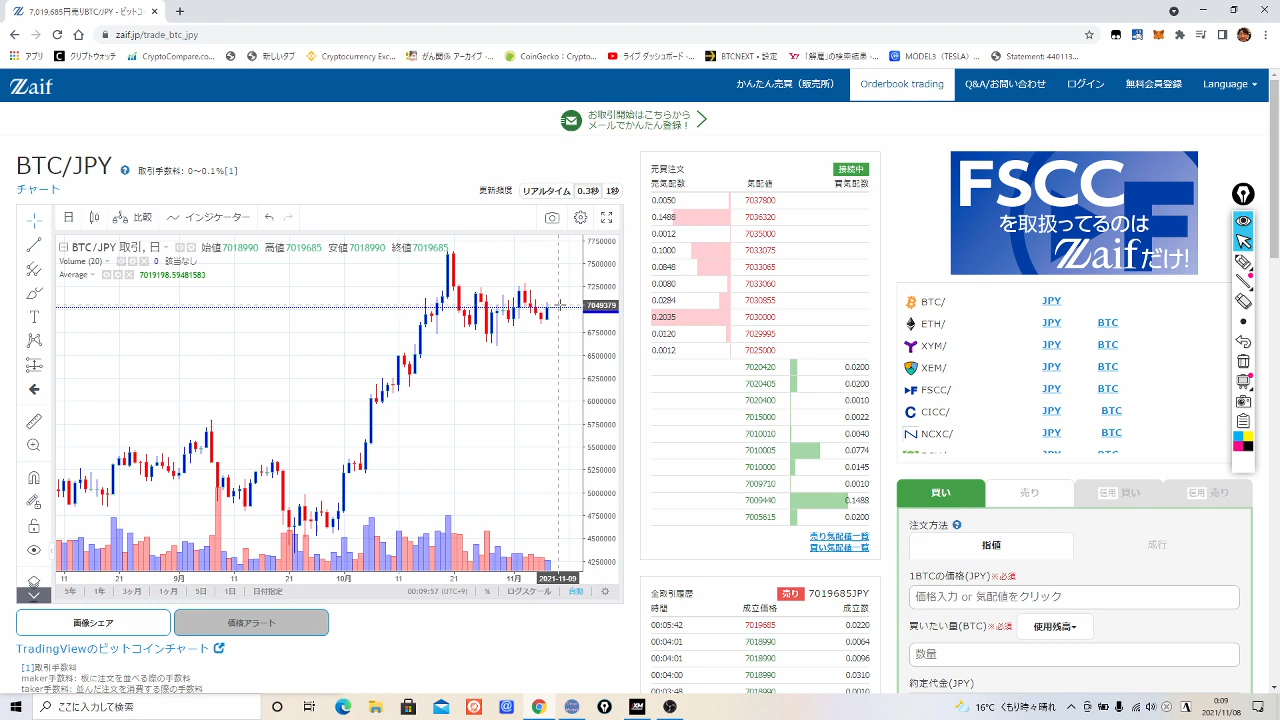 7,019,685円売りBTC/JPY - ビットコ
zaif.jp/trade_btc_jpy
アプリ
クリプトウォッチ
CryptoCompare.co...
新しいタブ
Cryptocurrency Exc...
がん関係 アーカイブ - ...
CoinGecko : Crypto...
ライブ ダッシュボード - ...
BTCNEXT • 設定
「解雇」の検索結果 - ...
MODEL3（TESLA）...
Statement: 440113...
Zaif
かんたん売買（販売所）
Orderbook trading
Q&A/お問い合わせ
ログイン
無料会員登録
Language
お取引開始はこちらから
メールでかんたん登録！
BTC/JPY
取引手数料: 0～0.1%[1]
チャート
更新頻度
リアルタイム 0.3秒 1秒
日
比較
インジケーター
BTC/JPY 取引, 日
始値7018990 高値7019685 安値7018990 終値7019685
Volume (20)
0 該当なし
Average
7019198.59481583
7750000
7500000
7250000
7049379
6750000
6500000
6250000
6000000
5750000
5500000
5250000
5000000
4750000
4500000
4250000
11 21 9月 11 21 10月 11 21 11月 2021-11-09
5年 1年 1日 5日 日付指定
00:09:57 (UTC+9)
%
自動
画像シェア
価格アラート
TradingViewのビットコインチャート
[1]取引手数料
maker手数料: 板に注文を並べる際の手数料
taker手数料: 並んだ注文を消費する際の手数料
元買注文
接続中
売気配数 気配値 買気配数
0.0050 7037800
0.1488 7036320
0.0012 7035000
0.1000 7033075
0.0848 7033065
0.0080 7033060
0.0284 7030855
0.2035 7030000
0.0120 7029995
0.0012 7025000
7020420 0.0200
7020405 0.0200
7020400 0.0010
7015000 0.0022
7010010 0.0040
7010005 0.0774
7010000 0.0145
7009710 0.0010
7009440 0.1488
7005615 0.0200
売り気配値一覧
買い気配値一覧
全取引履歴
売り 7019685JPY
時間 成立価格 成立数
00:05:42 7019685 0.0220
00:04:01 7018990 0.0064
00:04:01 7018990 0.0096
00:04:00 7018990 0.0310
00:03:48 7018990 0.0010
FSCC
を取扱ってるのは
Zaifだけ!
BTC/ JPY
ETH/ JPY BTC
XYM/ JPY BTC
XEM/ JPY BTC
FSCC/ JPY BTC
CICC/ JPY BTC
NCXC/ JPY BTC
買い
売り
信用 買い
信用 売り
注文方法
指値
成行
1BTCの価格(JPY)※必須
価格入力 or 気配値をクリック
買いたい量(BTC)※必須
使用残高
数量
約定代金(JPY)
ここに入力して検索
XM
16℃ くもり時々晴れ
A
0:09
2021/11/08